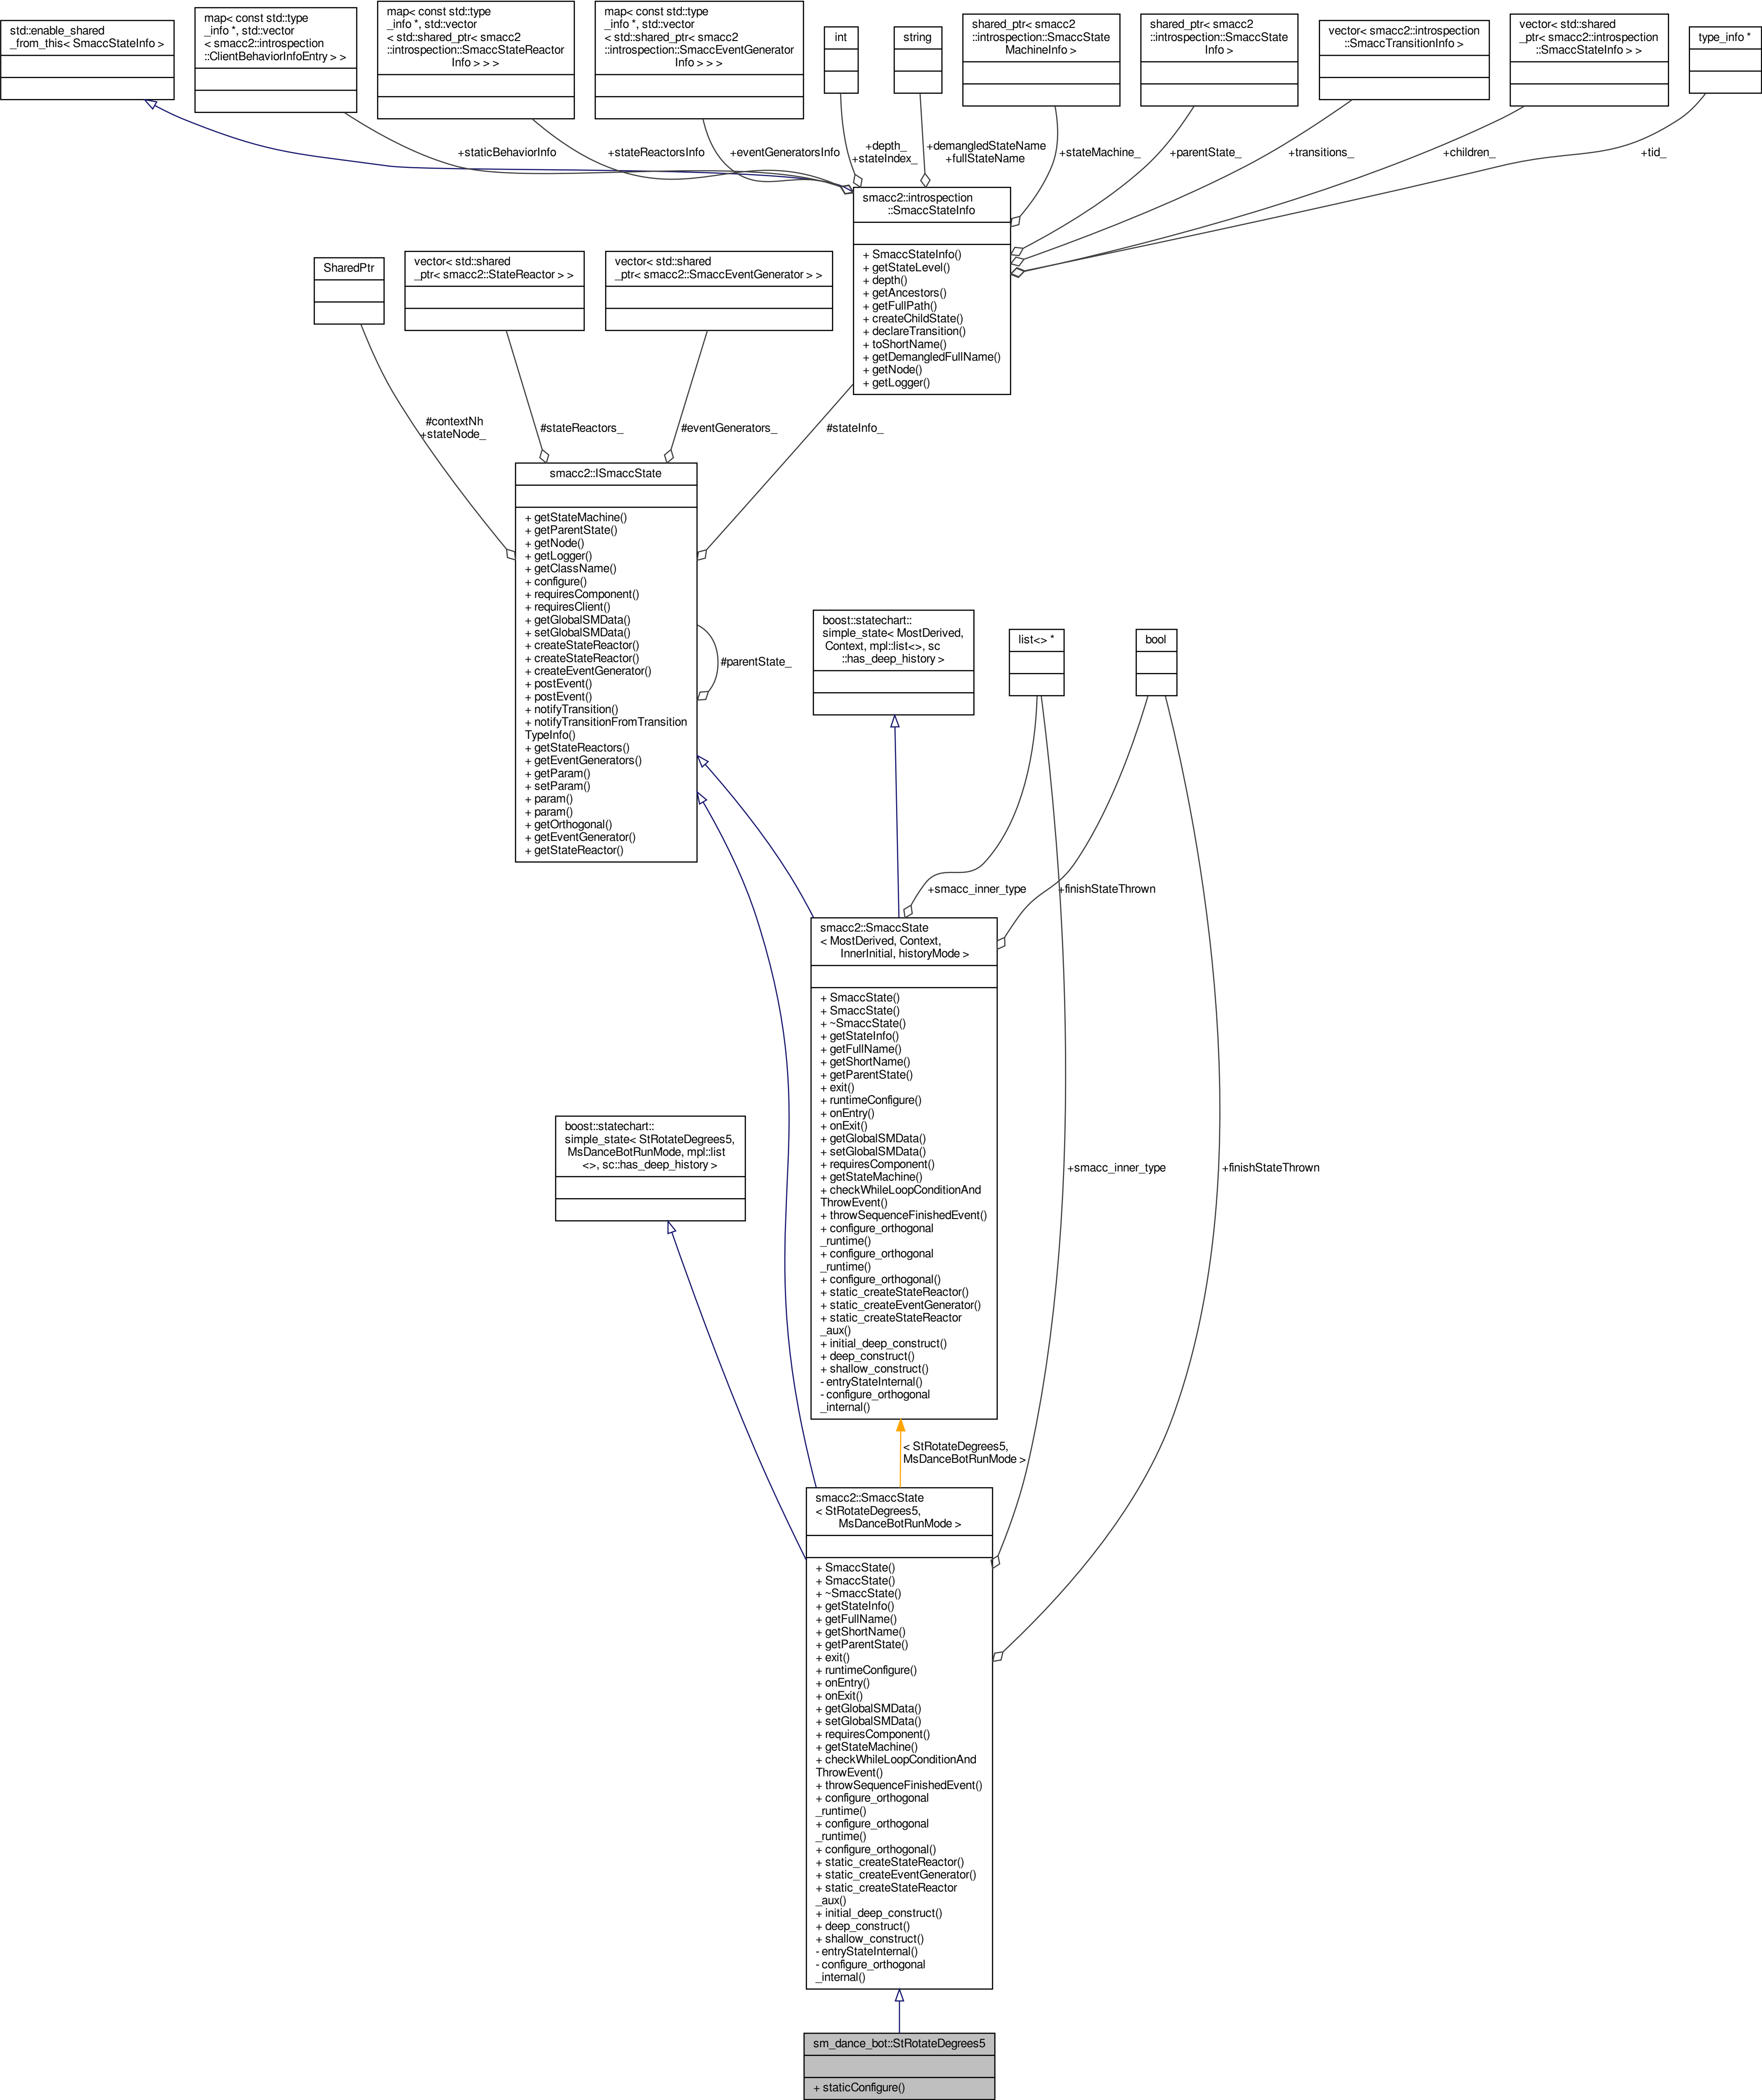 std::enable_shared
_from_this< SmaccStateInfo >
map< const std::type
_info *, std::vector
< smacc2::introspection
::ClientBehaviorInfoEntry > >
map< const std::type
_info *, std::vector
< std::shared_ptr< smacc2
::introspection::SmaccStateReactor
Info > > >
map< const std::type
_info *, std::vector
< std::shared_ptr< smacc2
::introspection::SmaccEventGenerator
Info > > >
int
string
shared_ptr< smacc2
::introspection::SmaccState
MachineInfo >
shared_ptr< smacc2
::introspection::SmaccState
Info >
vector< smacc2::introspection
::SmaccTransitionInfo >
vector< std::shared
_ptr< smacc2::introspection
::SmaccStateInfo > >
type_info *
+staticBehaviorInfo
+stateReactorsInfo
+eventGeneratorsInfo
+depth_
+stateIndex_
+demangledStateName
+fullStateName
+stateMachine_
+parentState_
+transitions_
+children_
+tid_
smacc2::introspection
::SmaccStateInfo
+ SmaccStateInfo()
+ getStateLevel()
+ depth()
+ getAncestors()
+ getFullPath()
+ createChildState()
+ declareTransition()
+ toShortName()
+ getDemangledFullName()
+ getNode()
+ getLogger()
SharedPtr
vector< std::shared
_ptr< smacc2::StateReactor > >
vector< std::shared
_ptr< smacc2::SmaccEventGenerator > >
#contextNh
+stateNode_
#stateReactors_
#eventGenerators_
#stateInfo_
smacc2::ISmaccState
+ getStateMachine()
+ getParentState()
+ getNode()
+ getLogger()
+ getClassName()
+ configure()
+ requiresComponent()
+ requiresClient()
+ getGlobalSMData()
+ setGlobalSMData()
+ createStateReactor()
+ createStateReactor()
+ createEventGenerator()
+ postEvent()
+ postEvent()
+ notifyTransition()
+ notifyTransitionFromTransition
TypeInfo()
+ getStateReactors()
+ getEventGenerators()
+ getParam()
+ setParam()
+ param()
+ param()
+ getOrthogonal()
+ getEventGenerator()
+ getStateReactor()
#parentState_
boost::statechart::
simple_state< MostDerived,
Context, mpl::list<>, sc
::has_deep_history >
list<> *
bool
+smacc_inner_type
+finishStateThrown
smacc2::SmaccState
< MostDerived, Context,
InnerInitial, historyMode >
+ SmaccState()
+ SmaccState()
+ ~SmaccState()
+ getStateInfo()
+ getFullName()
+ getShortName()
+ getParentState()
+ exit()
+ runtimeConfigure()
+ onEntry()
+ onExit()
+ getGlobalSMData()
+ setGlobalSMData()
+ requiresComponent()
+ getStateMachine()
+ checkWhileLoopConditionAnd
ThrowEvent()
+ throwSequenceFinishedEvent()
+ configure_orthogonal
_runtime()
+ configure_orthogonal
_runtime()
+ configure_orthogonal()
+ static_createStateReactor()
+ static_createEventGenerator()
+ static_createStateReactor
_aux()
+ initial_deep_construct()
+ deep_construct()
+ shallow_construct()
- entryStateInternal()
- configure_orthogonal
_internal()
boost::statechart::
simple_state< StRotateDegrees5,
MsDanceBotRunMode, mpl::list
<>, sc::has_deep_history >
+smacc_inner_type
+finishStateThrown
< StRotateDegrees5,
MsDanceBotRunMode >
smacc2::SmaccState
< StRotateDegrees5,
MsDanceBotRunMode >
+ SmaccState()
+ SmaccState()
+ ~SmaccState()
+ getStateInfo()
+ getFullName()
+ getShortName()
+ getParentState()
+ exit()
+ runtimeConfigure()
+ onEntry()
+ onExit()
+ getGlobalSMData()
+ setGlobalSMData()
+ requiresComponent()
+ getStateMachine()
+ checkWhileLoopConditionAnd
ThrowEvent()
+ throwSequenceFinishedEvent()
+ configure_orthogonal
_runtime()
+ configure_orthogonal
_runtime()
+ configure_orthogonal()
+ static_createStateReactor()
+ static_createEventGenerator()
+ static_createStateReactor
_aux()
+ initial_deep_construct()
+ deep_construct()
+ shallow_construct()
- entryStateInternal()
- configure_orthogonal
_internal()
sm_dance_bot::StRotateDegrees5
+ staticConfigure()